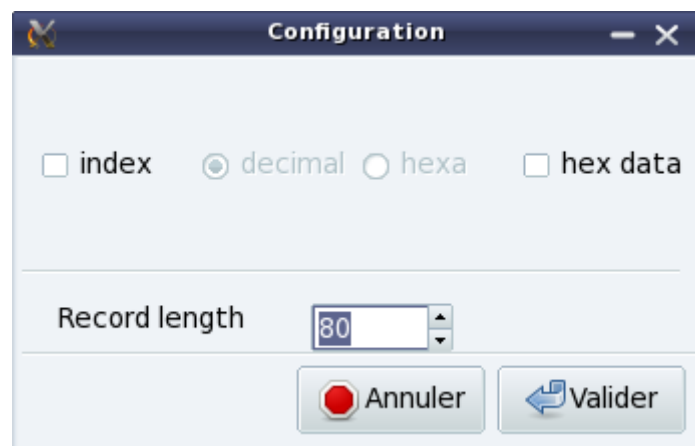 Configuration
index decimal hexa hex data
Record length 80
Annuler Valider